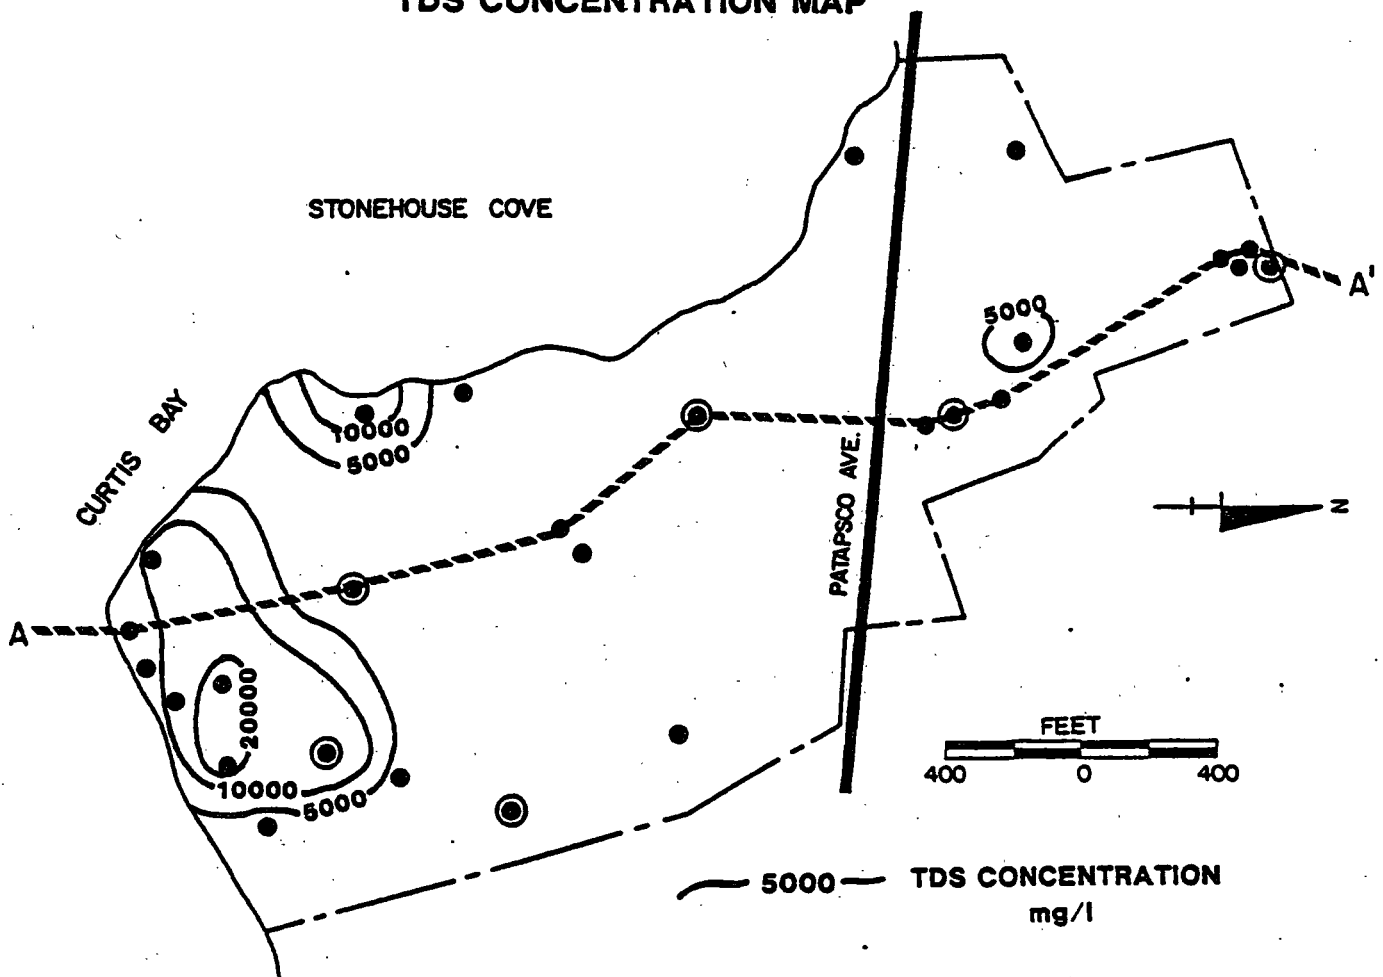 TDS CONCENTRATION MAP
STONEHOUSE COVE
A'
5000
CURTIS BAY
10000
5000
PATAPSCO AVE.
N
A
20000
FEET
400 0 400
10000
5000
5000 TDS CONCENTRATION
mg/l